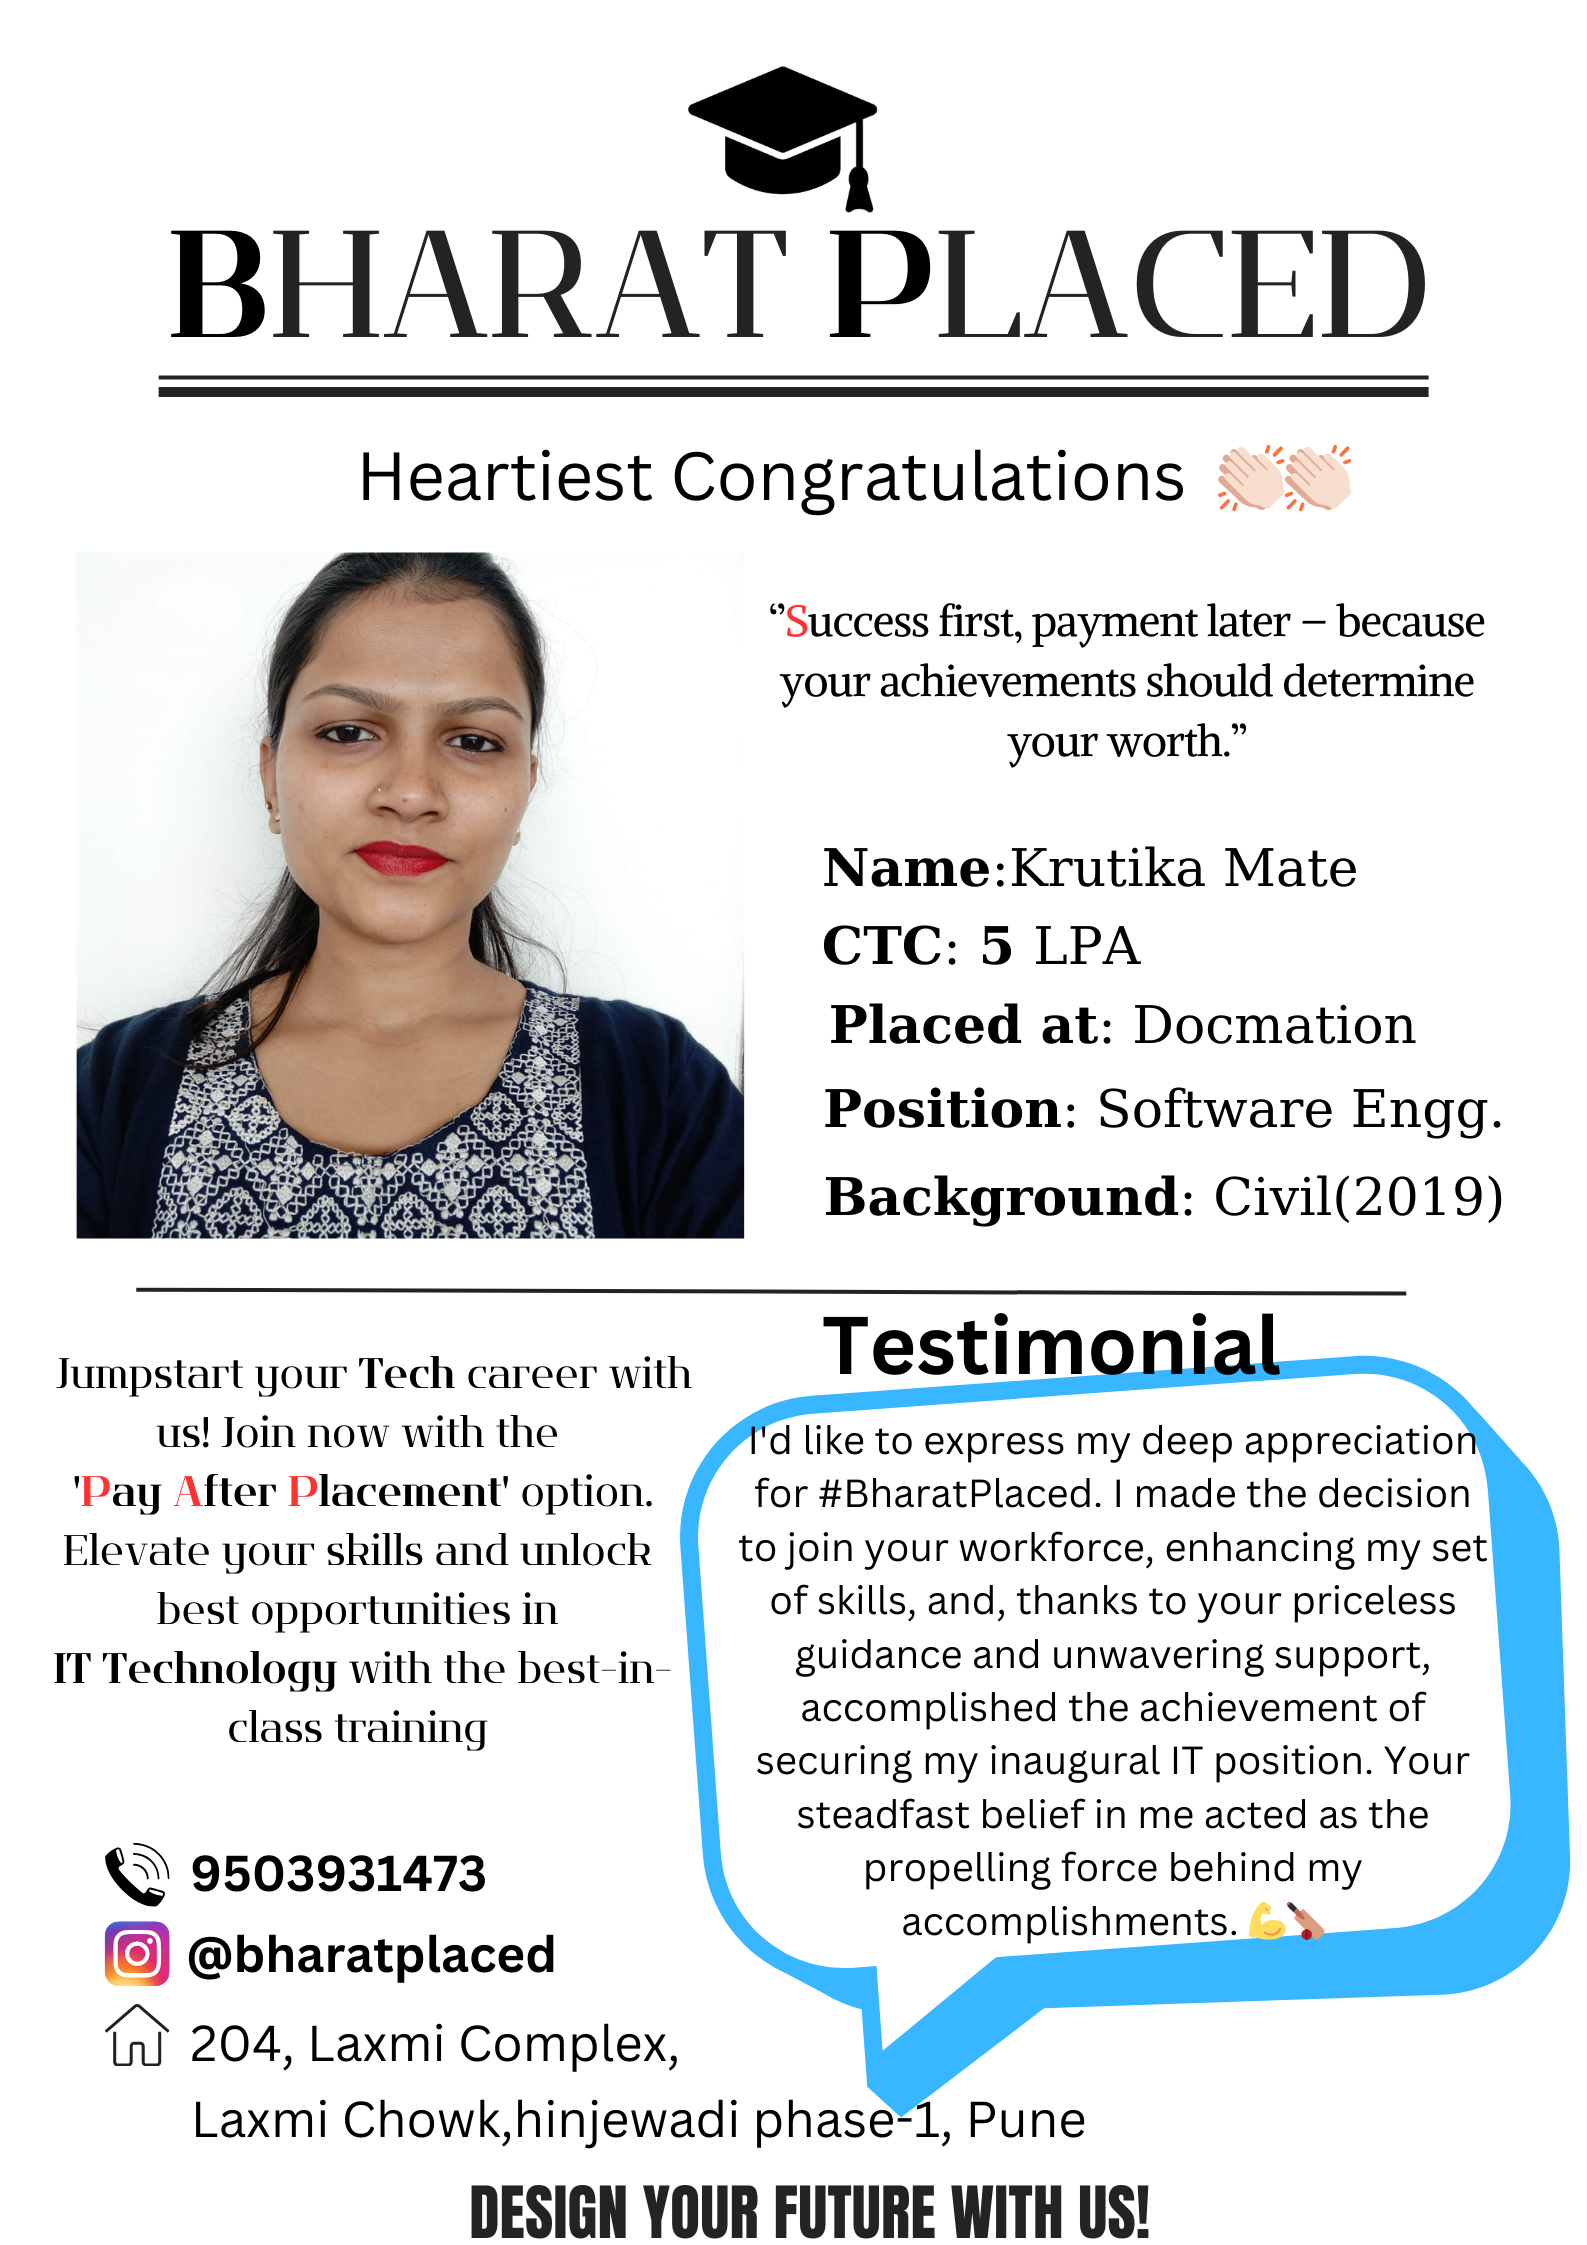 BHARAT PLACED
Heartiest Congratulations 👏🏻👏🏻
“Success first, payment later – because
your achievements should determine
your worth.”
Name:Krutika Mate
CTC: 5 LPA
Placed at: Docmation
Position: Software Engg.
Background: Civil(2019)
Jumpstart your Tech career with
us! Join now with the
'Pay After Placement' option.
Elevate your skills and unlock
best opportunities in
IT Technology with the best-in-
class training
Testimonial
I'd like to express my deep appreciation
for #BharatPlaced. I made the decision
to join your workforce, enhancing my set
of skills, and, thanks to your priceless
guidance and unwavering support,
accomplished the achievement of
securing my inaugural IT position. Your
steadfast belief in me acted as the
propelling force behind my
accomplishments. 💪🏏
9503931473
@bharatplaced
204, Laxmi Complex,
Laxmi Chowk,hinjewadi phase-1, Pune
DESIGN YOUR FUTURE WITH US!